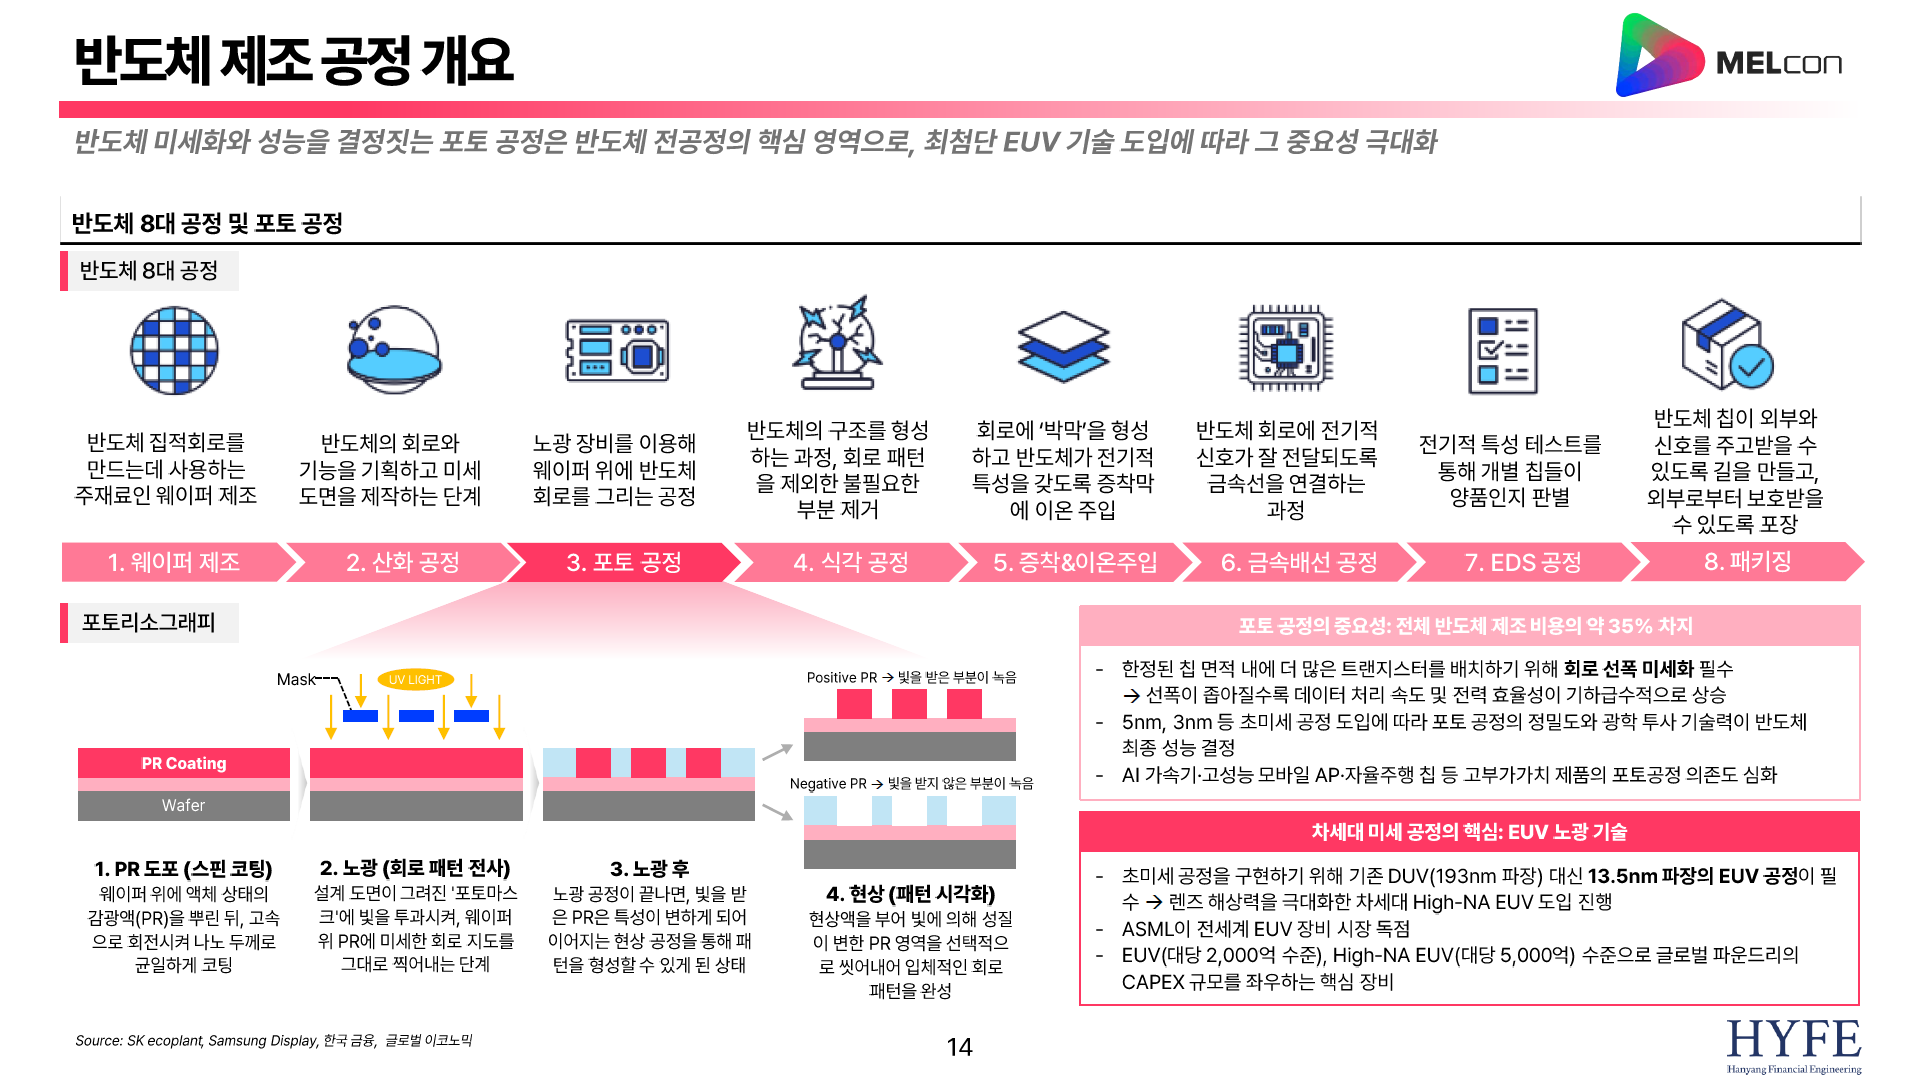 반도체 제조 공정 개요
MELcon
반도체 미세화와 성능을 결정짓는 포토 공정은 반도체 전공정의 핵심 영역으로, 최첨단 EUV 기술 도입에 따라 그 중요성 극대화
반도체 8대 공정 및 포토 공정
반도체 8대 공정
반도체 집적회로를
만드는데 사용하는
주재료인 웨이퍼 제조
반도체의 회로와
기능을 기획하고 미세
도면을 제작하는 단계
노광 장비를 이용해
웨이퍼 위에 반도체
회로를 그리는 공정
반도체의 구조를 형성
하는 과정, 회로 패턴
을 제외한 불필요한
부분 제거
회로에 ‘박막’을 형성
하고 반도체가 전기적
특성을 갖도록 증착막
에 이온 주입
반도체 회로에 전기적
신호가 잘 전달되도록
금속선을 연결하는
과정
전기적 특성 테스트를
통해 개별 칩들이
양품인지 판별
반도체 칩이 외부와
신호를 주고받을 수
있도록 길을 만들고,
외부로부터 보호받을
수 있도록 포장
1. 웨이퍼 제조
2. 산화 공정
3. 포토 공정
4. 식각 공정
5. 증착&이온주입
6. 금속배선 공정
7. EDS 공정
8. 패키징
포토리소그래피
Mask
UV LIGHT
PR Coating
Wafer
Positive PR → 빛을 받은 부분이 녹음
Negative PR → 빛을 받지 않은 부분이 녹음
1. PR 도포 (스핀 코팅)
웨이퍼 위에 액체 상태의
감광액(PR)을 뿌린 뒤, 고속
으로 회전시켜 나노 두께로
균일하게 코팅
2. 노광 (회로 패턴 전사)
설계 도면이 그려진 '포토마스
크'에 빛을 투과시켜, 웨이퍼
위 PR에 미세한 회로 지도를
그대로 찍어내는 단계
3. 노광 후
노광 공정이 끝나면, 빛을 받
은 PR은 특성이 변하게 되어
이어지는 현상 공정을 통해 패
턴을 형성할 수 있게 된 상태
4. 현상 (패턴 시각화)
현상액을 부어 빛에 의해 성질
이 변한 PR 영역을 선택적으
로 씻어내어 입체적인 회로
패턴을 완성
포토 공정의 중요성: 전체 반도체 제조 비용의 약 35% 차지
- 한정된 칩 면적 내에 더 많은 트랜지스터를 배치하기 위해 회로 선폭 미세화 필수
→ 선폭이 좁아질수록 데이터 처리 속도 및 전력 효율성이 기하급수적으로 상승
- 5nm, 3nm 등 초미세 공정 도입에 따라 포토 공정의 정밀도와 광학 투사 기술력이 반도체
최종 성능 결정
- AI 가속기·고성능 모바일 AP·자율주행 칩 등 고부가가치 제품의 포토공정 의존도 심화
차세대 미세 공정의 핵심: EUV 노광 기술
- 초미세 공정을 구현하기 위해 기존 DUV(193nm 파장) 대신 13.5nm 파장의 EUV 공정이 필
수 → 렌즈 해상력을 극대화한 차세대 High-NA EUV 도입 진행
- ASML이 전세계 EUV 장비 시장 독점
- EUV(대당 2,000억 수준), High-NA EUV(대당 5,000억) 수준으로 글로벌 파운드리의
CAPEX 규모를 좌우하는 핵심 장비
Source: SK ecoplant, Samsung Display, 한국 금융, 글로벌 이코노믹
14
HYFE
Hanyang Financial Engineering